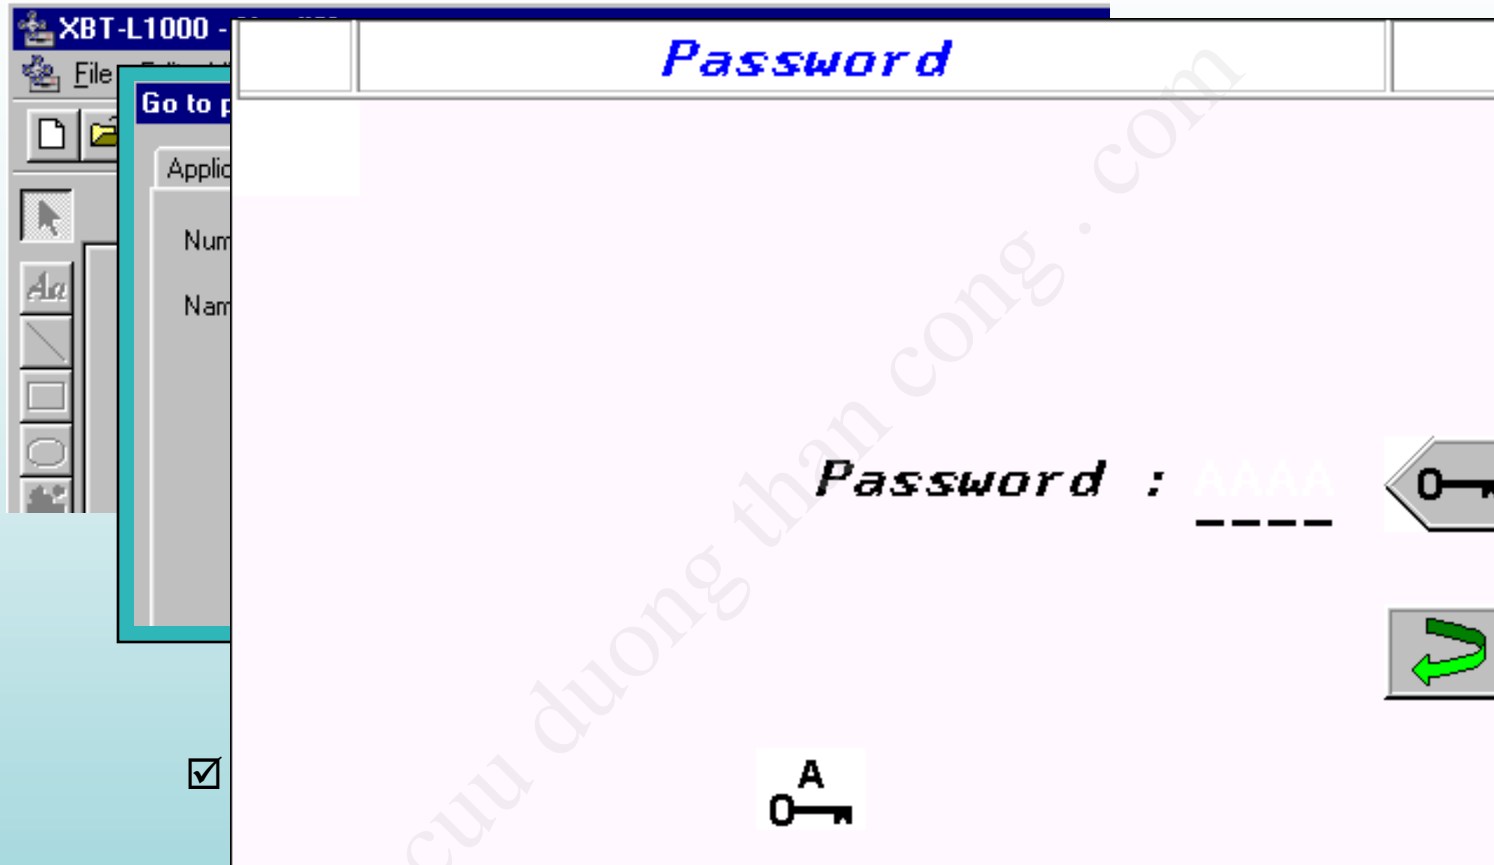 XBT-L1000 -
Password
File
Go to p
Applic
Num
Nam
Password : AAAA
A
cuu duong than cong . com